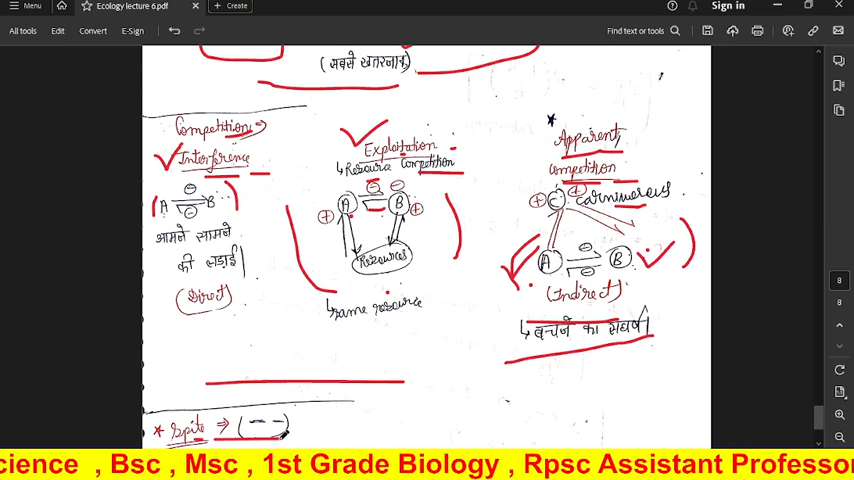 Menu
Ecology lecture 6.pdf
Create
Sign in
All tools
Edit
Convert
E-Sign
Find text or tools
(सबसे खतरनाक)
Competition
Interference
A B
आमने सामने
की लड़ाई
(Direct)
Exploitation
Resource competition
A B
Resources
same resource
Apparent
competition
C carnivorous
A B
(Indirect)
बचने का संघर्ष
8
8
* Spite ⇒ (− −)
cience , Bsc , Msc , 1st Grade Biology , Rpsc Assistant Professor